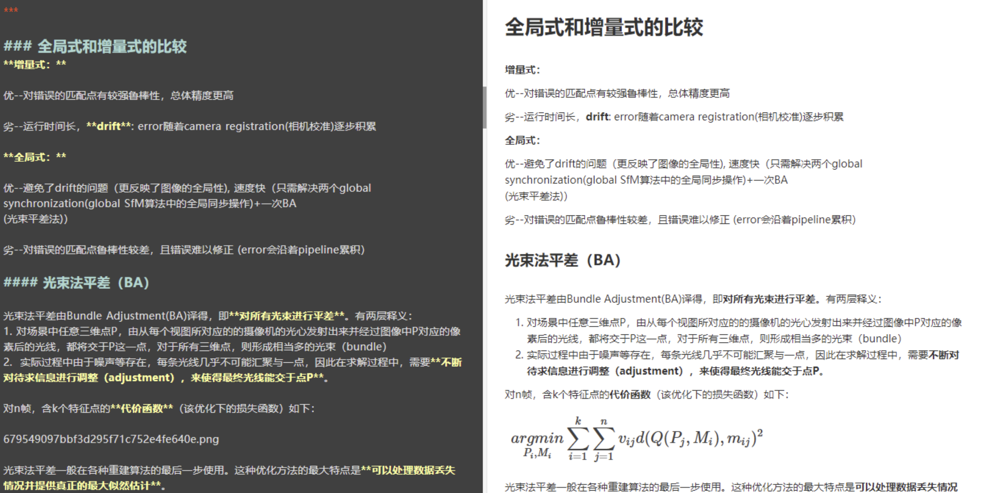 ***
### 全局式和增量式的比较
**增量式：**
优--对错误的匹配点有较强鲁棒性，总体精度更高
劣--运行时间长，**drift**: error随着camera registration(相机校准)逐步积累
**全局式：**
优--避免了drift的问题（更反映了图像的全局性), 速度快（只需解决两个global
synchronization(global SfM算法中的全局同步操作)+一次BA
(光束平差法))
劣--对错误的匹配点鲁棒性较差，且错误难以修正 (error会沿着pipeline累积)
#### 光束法平差（BA）
光束法平差由Bundle Adjustment(BA)译得，即**对所有光束进行平差**。有两层释义：
1. 对场景中任意三维点P，由从每个视图所对应的的摄像机的光心发射出来并经过图像中P对应的像
素后的光线，都将交于P这一点，对于所有三维点，则形成相当多的光束（bundle）
2. 实际过程中由于噪声等存在，每条光线几乎不可能汇聚与一点，因此在求解过程中，需要**不断
对待求信息进行调整（adjustment），来使得最终光线能交于点P**。
对n帧，含k个特征点的**代价函数**（该优化下的损失函数）如下：
679549097bbf3d295f71c752e4fe640e.png
光束法平差一般在各种重建算法的最后一步使用。这种优化方法的最大特点是**可以处理数据丢失
情况并提供真正的最大似然估计**。
全局式和增量式的比较
增量式：
优--对错误的匹配点有较强鲁棒性，总体精度更高
劣--运行时间长，drift: error随着camera registration(相机校准)逐步积累
全局式：
优--避免了drift的问题（更反映了图像的全局性), 速度快（只需解决两个global
synchronization(global SfM算法中的全局同步操作)+一次BA
(光束平差法))
劣--对错误的匹配点鲁棒性较差，且错误难以修正 (error会沿着pipeline累积)
光束法平差（BA）
光束法平差由Bundle Adjustment(BA)译得，即对所有光束进行平差。有两层释义：
1. 对场景中任意三维点P，由从每个视图所对应的的摄像机的光心发射出来并经过图像中P对应的像
素后的光线，都将交于P这一点，对于所有三维点，则形成相当多的光束（bundle）
2. 实际过程中由于噪声等存在，每条光线几乎不可能汇聚与一点，因此在求解过程中，需要不断对
待求信息进行调整（adjustment），来使得最终光线能交于点P。
对n帧，含k个特征点的代价函数（该优化下的损失函数）如下：
argmin_{P_i,M_i} \sum_{i=1}^{k} \sum_{j=1}^{n} v_{ij}d(Q(P_j, M_i), m_{ij})^2
光束法平差一般在各种重建算法的最后一步使用。这种优化方法的最大特点是可以处理数据丢失情况